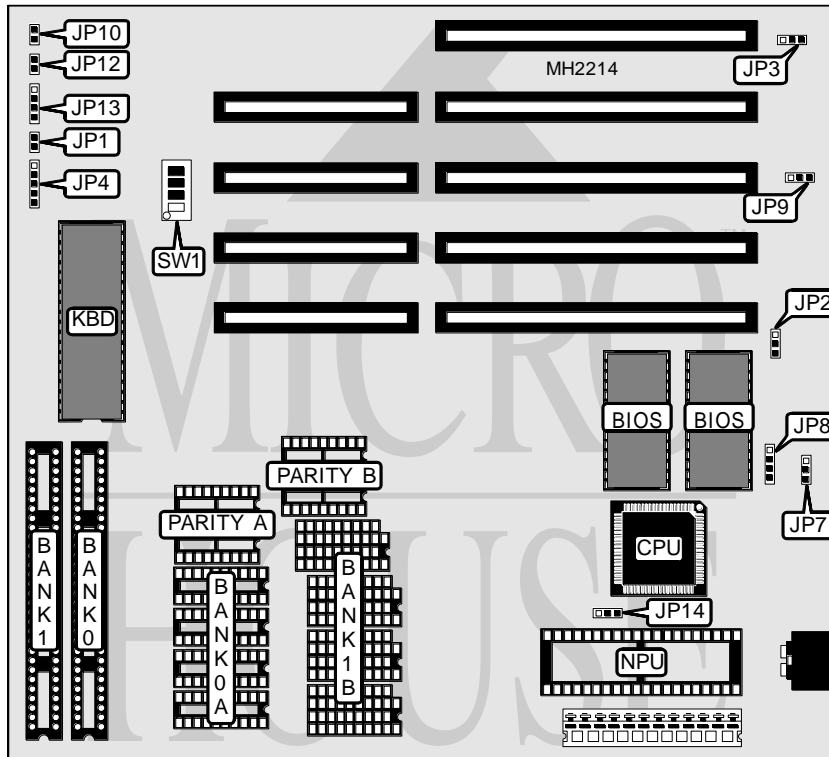 JP10
JP12
JP13
JP1
JP4
SW1
MH2214
JP3
JP9
KBD
JP2
BIOS
BIOS
JP8
JP7
PARITY B
PARITY A
BANK1
BANK0
BANK0A
BANK1B
CPU
JP14
NPU
MICRO
HOUSE
TM